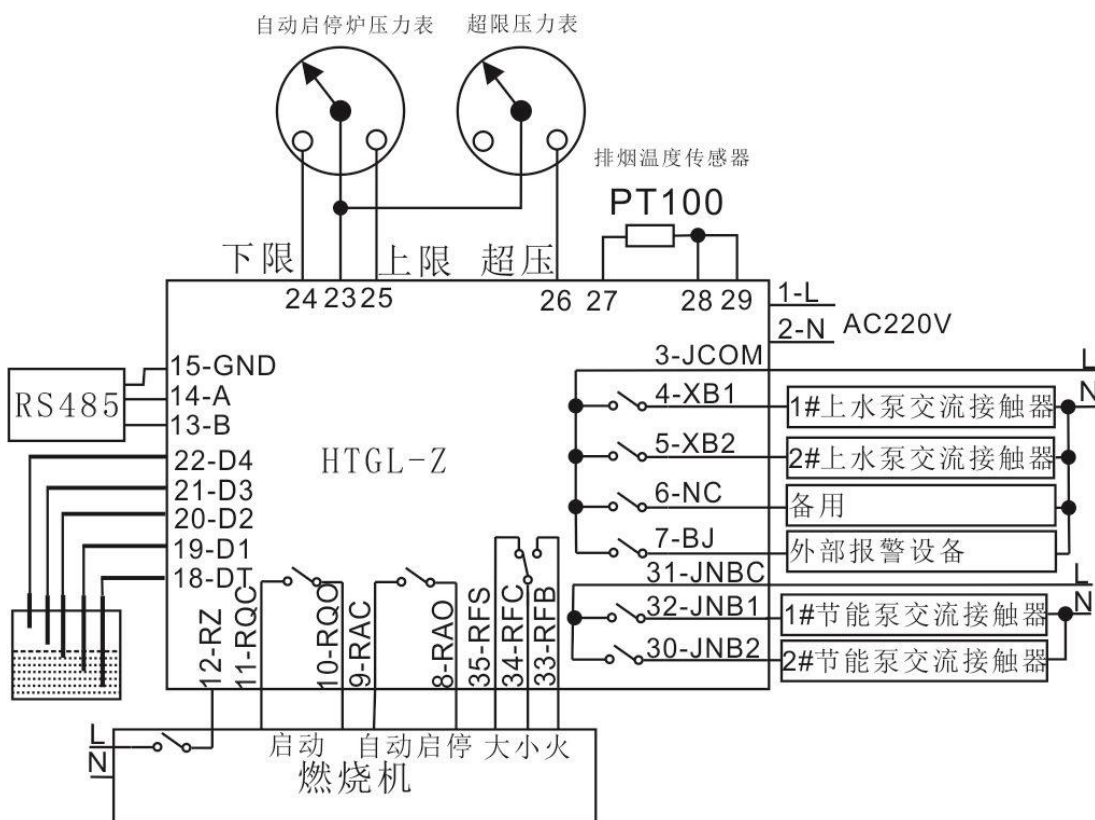 自动启停炉压力表
超限压力表
排烟温度传感器
PT100
下限
上限
超压
24
23
25
26
27
28
29
1-L
2-N
AC220V
3-JCOM
L
4-XB1
1#上水泵交流接触器
N
5-XB2
2#上水泵交流接触器
6-NC
备用
7-BJ
外部报警设备
31-JNBC
L
32-JNB1
1#节能泵交流接触器
N
30-JNB2
2#节能泵交流接触器
RS485
15-GND
14-A
13-B
HTGL-Z
22-D4
21-D3
20-D2
19-D1
18-DT
12-RZ
11-RQC
10-RQO
9-RAC
8-RAO
35-RFS
34-RFC
33-RFB
L
N
启动
自动启停
大小火
燃烧机